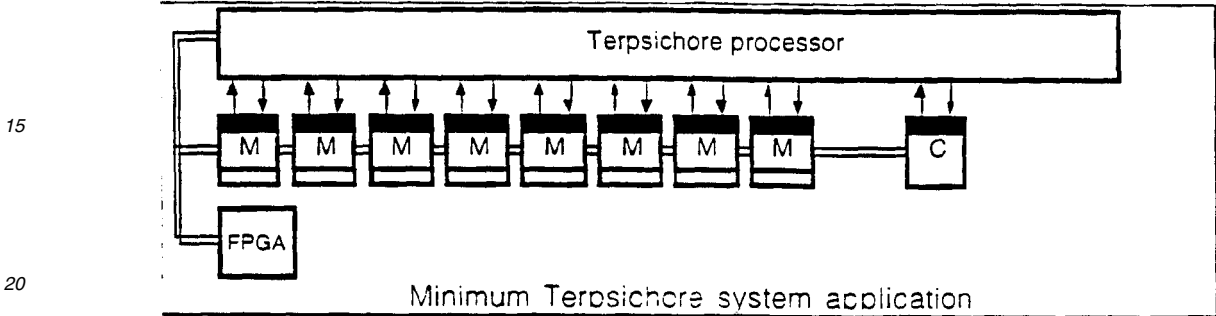 Terpsichore processor
15
M M M M M M M M C
FPGA
20
Minimum Terpsichore system application